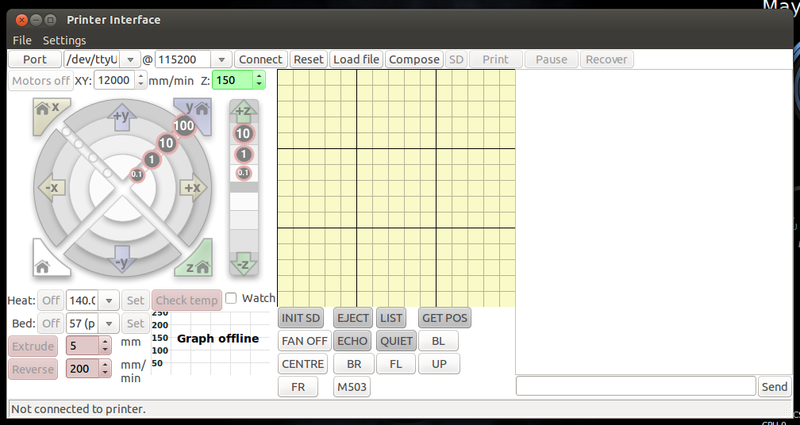 May
Printer Interface
File Settings
Port /dev/ttyU @ 115200 Connect Reset Load file Compose SD Print Pause Recover
Motors off XY: 12000 mm/min Z: 150
x +y y +z
100
10 10
1 1
0.1 0.1
-x +x
-y z -z
Heat: Off 140.0 Set Check temp Watch
Bed: Off 57 (p Set
Extrude 5 mm
Reverse 200 mm/
min
250
200
150
100
50
Graph offline
INIT SD EJECT LIST GET POS
FAN OFF ECHO QUIET BL
CENTRE BR FL UP
FR M503
Send
Not connected to printer.